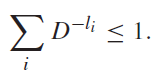 ∑ D^{-l_i} ≤ 1.
i